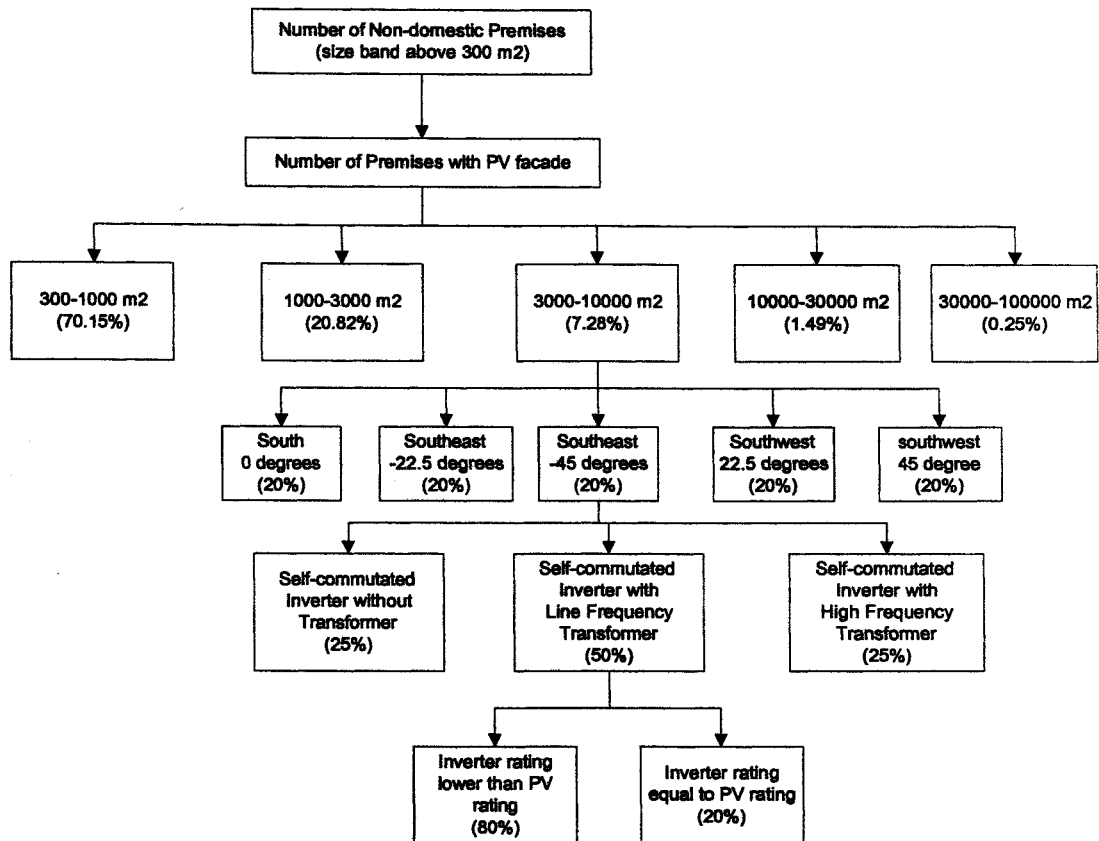 Number of Non-domestic Premises
(size band above 300 m2)
Number of Premises with PV facade
300-1000 m2
(70.15%)
1000-3000 m2
(20.82%)
3000-10000 m2
(7.28%)
10000-30000 m2
(1.49%)
30000-100000 m2
(0.25%)
South
0 degrees
(20%)
Southeast
-22.5 degrees
(20%)
Southeast
-45 degrees
(20%)
Southwest
22.5 degrees
(20%)
southwest
45 degree
(20%)
Self-commutated
Inverter without
Transformer
(25%)
Self-commutated
Inverter with
Line Frequency
Transformer
(50%)
Self-commutated
Inverter with
High Frequency
Transformer
(25%)
Inverter rating
lower than PV
rating
(80%)
Inverter rating
equal to PV rating
(20%)